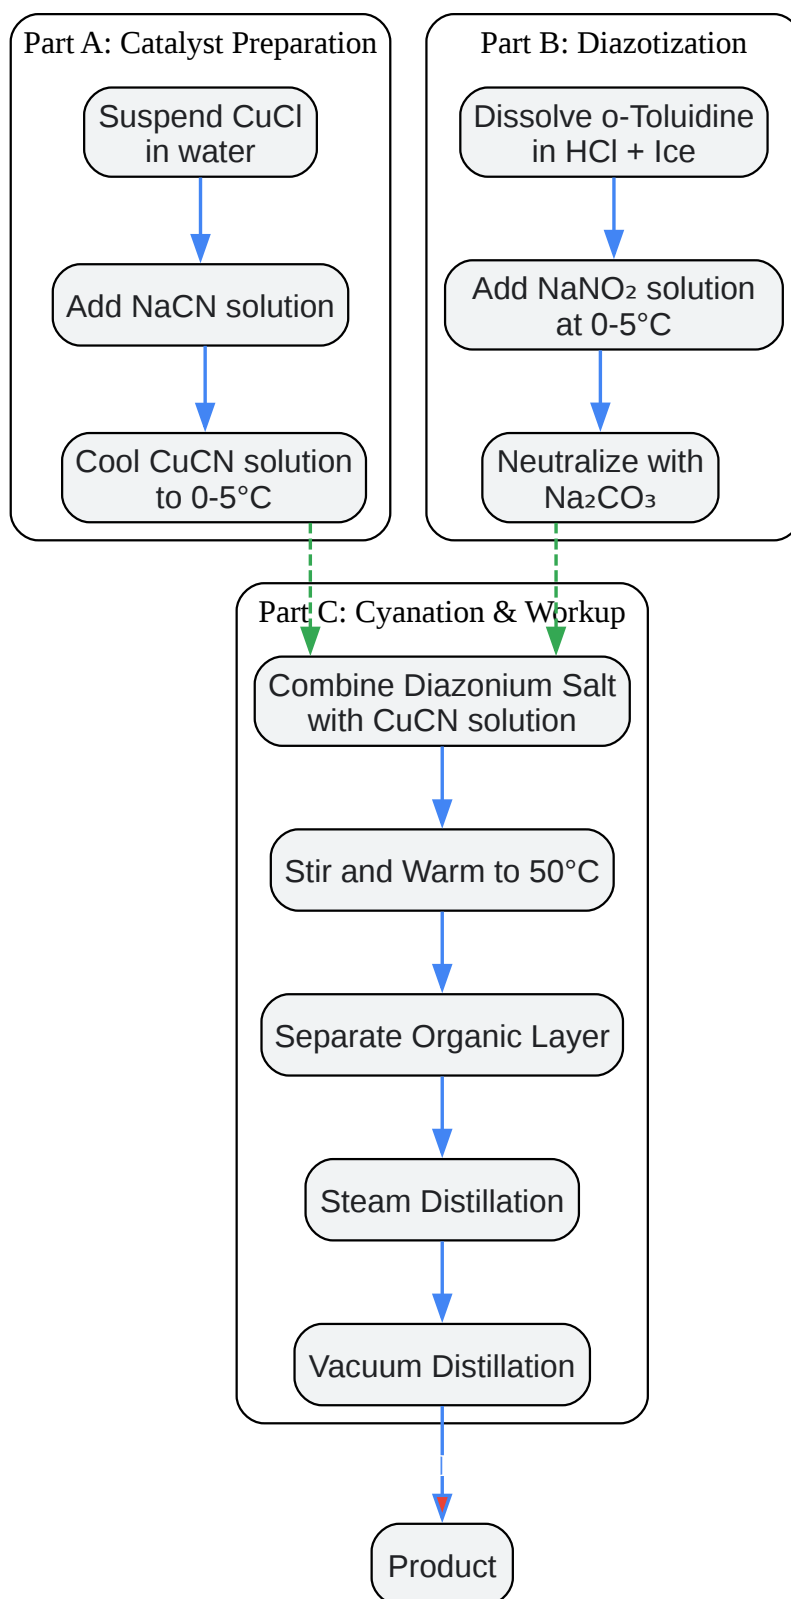 Part A: Catalyst Preparation
Suspend CuCl
in water
Add NaCN solution
Cool CuCN solution
to 0-5°C
Part B: Diazotization
Dissolve o-Toluidine
in HCl + Ice
Add NaNO₂ solution
at 0-5°C
Neutralize with
Na₂CO₃
Part C: Cyanation & Workup
Combine Diazonium Salt
with CuCN solution
Stir and Warm to 50°C
Separate Organic Layer
Steam Distillation
Vacuum Distillation
Product